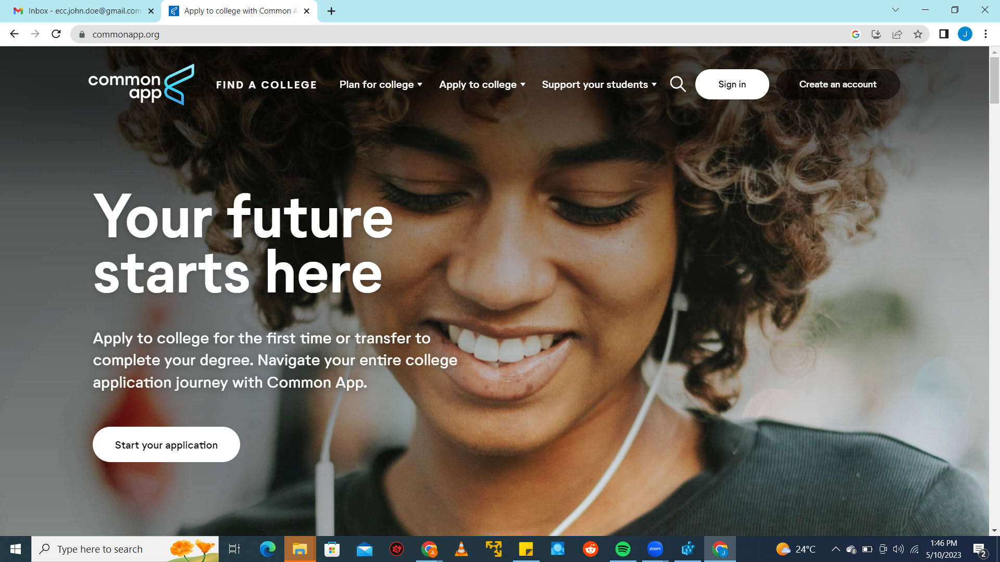 Inbox - ecc.john.doe@gmail.com
Apply to college with Common A
commonapp.org
J
common
app
FIND A COLLEGE
Plan for college
Apply to college
Support your students
Sign in
Create an account
Your future
starts here
Apply to college for the first time or transfer to
complete your degree. Navigate your entire college
application journey with Common App.
Start your application
Type here to search
A
zoom
J
24°C
1:46 PM
5/10/2023
2